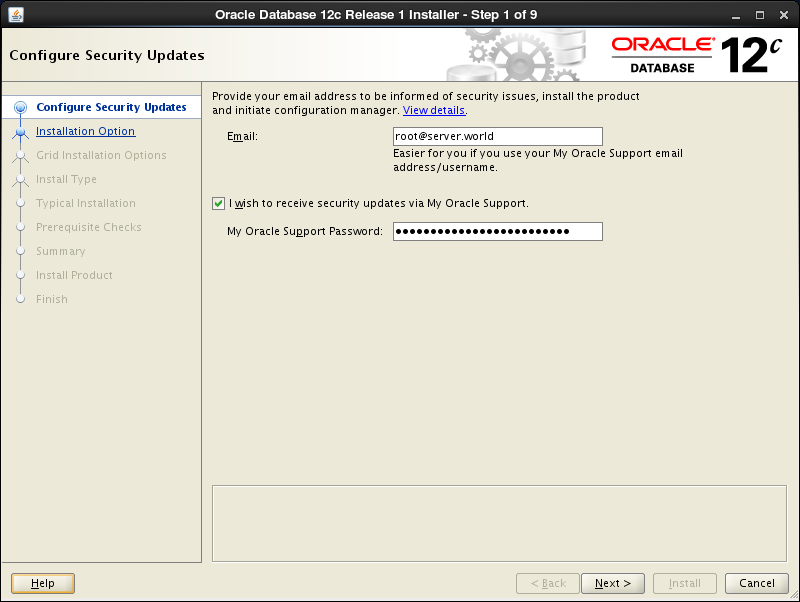 Oracle Database 12c Release 1 Installer - Step 1 of 9
Configure Security Updates
ORACLE®
DATABASE
12c
Configure Security Updates
Installation Option
Grid Installation Options
Install Type
Typical Installation
Prerequisite Checks
Summary
Install Product
Finish
Provide your email address to be informed of security issues, install the product
and initiate configuration manager. View details.
Email:
root@server.world
Easier for you if you use your My Oracle Support email
address/username.
I wish to receive security updates via My Oracle Support.
My Oracle Support Password:
●●●●●●●●●●●●●●●●●●●●●●●●●
Help
< Back
Next >
Install
Cancel